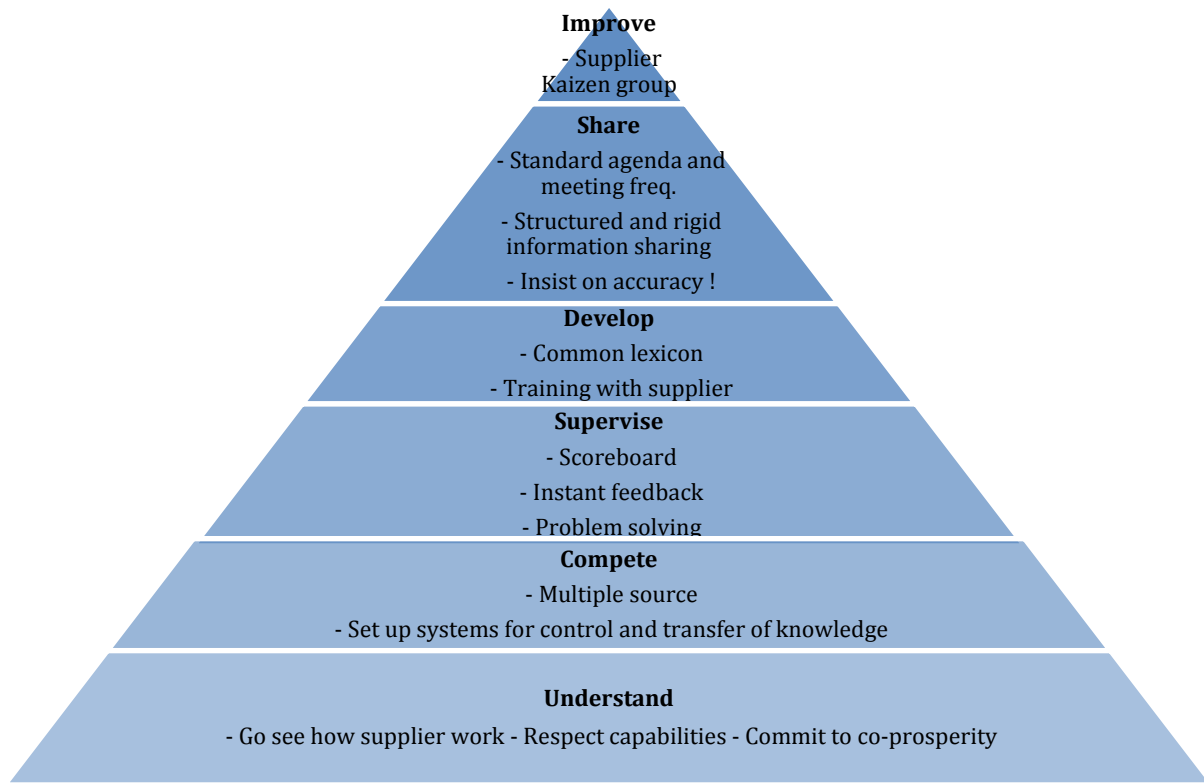 Improve
- Supplier
Kaizen group
Share
- Standard agenda and
meeting freq.
- Structured and rigid
information sharing
- Insist on accuracy !
Develop
- Common lexicon
- Training with supplier
Supervise
- Scoreboard
- Instant feedback
- Problem solving
Compete
- Multiple source
- Set up systems for control and transfer of knowledge
Understand
- Go see how supplier work - Respect capabilities - Commit to co-prosperity